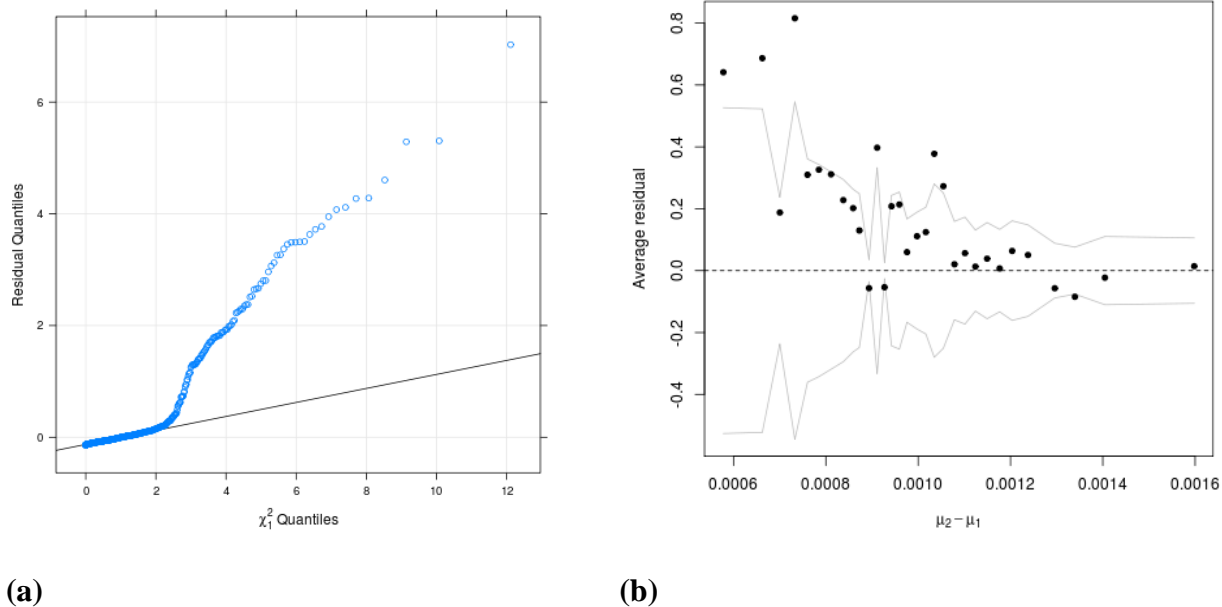 Residual Quantiles
6
4
2
0
0 2 4 6 8 10 12
χ₁² Quantiles
(a)
Average residual
0.8
0.6
0.4
0.2
0.0
-0.2
-0.4
0.0006 0.0008 0.0010 0.0012 0.0014 0.0016
μ₂ − μ₁
(b)